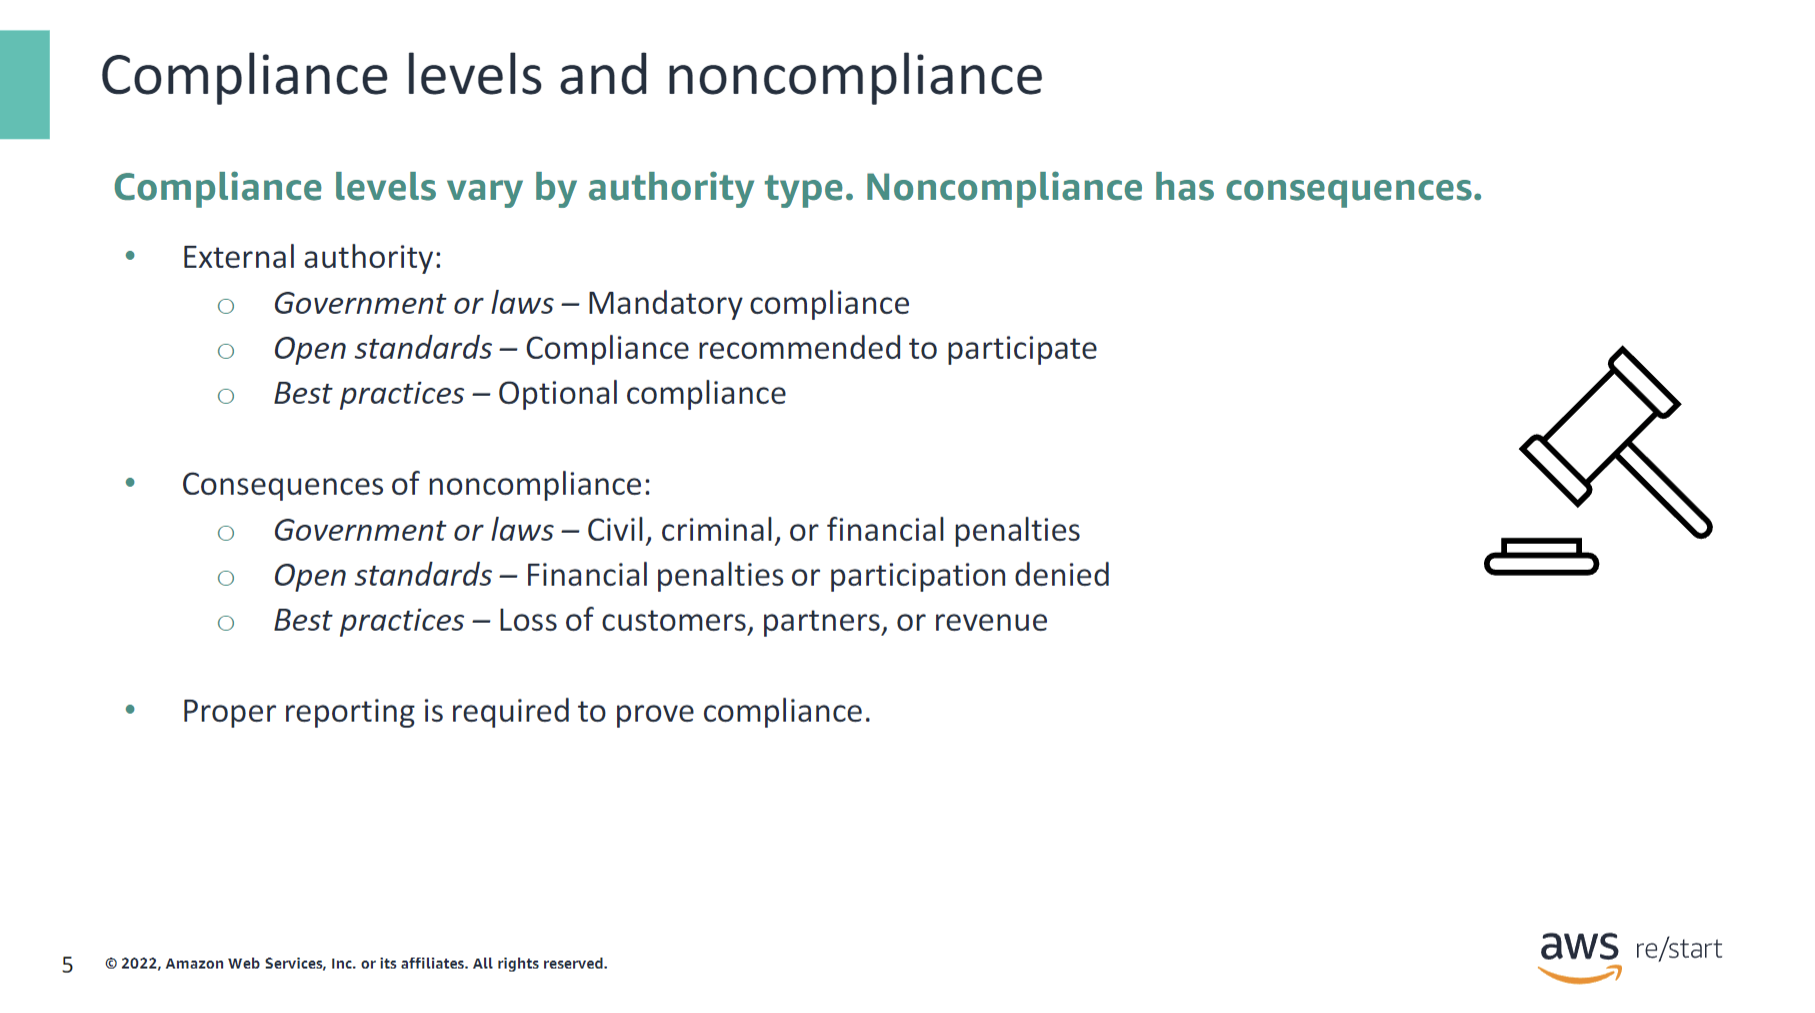 Compliance levels and noncompliance
Compliance levels vary by authority type. Noncompliance has consequences.
• External authority:
o Government or laws – Mandatory compliance
o Open standards – Compliance recommended to participate
o Best practices – Optional compliance
• Consequences of noncompliance:
o Government or laws – Civil, criminal, or financial penalties
o Open standards – Financial penalties or participation denied
o Best practices – Loss of customers, partners, or revenue
• Proper reporting is required to prove compliance.
5 © 2022, Amazon Web Services, Inc. or its affiliates. All rights reserved.
aws re/start